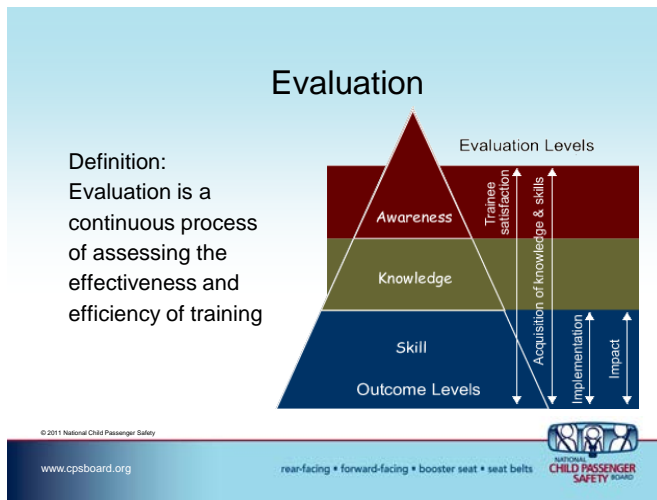 Evaluation
Definition:
Evaluation is a
continuous process
of assessing the
effectiveness and
efficiency of training
Evaluation Levels
Awareness
Knowledge
Skill
Outcome Levels
Trainee
satisfaction
Acquisition of knowledge & skills
Implementation
Impact
© 2011 National Child Passenger Safety
www.cpsboard.org
rear-facing • forward-facing • booster seat • seat belts
NATIONAL
CHILD PASSENGER
SAFETY BOARD